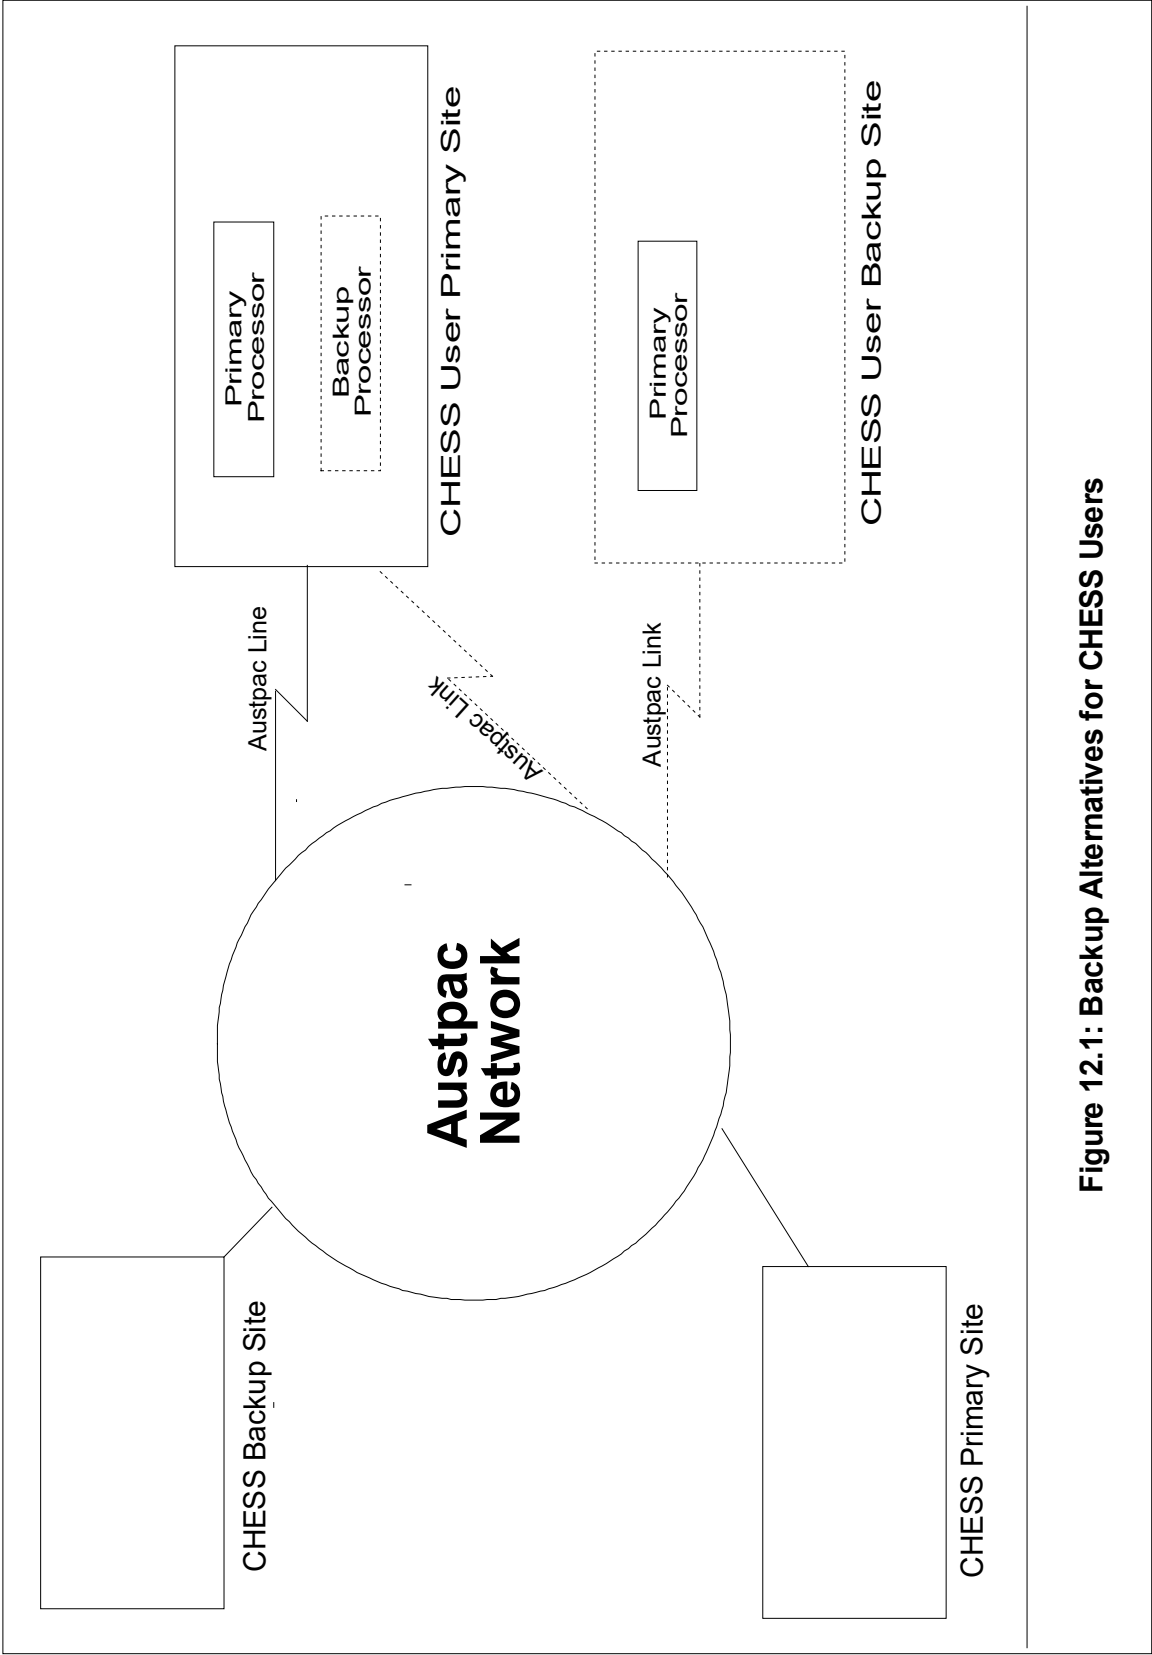 CHESS Backup Site
CHESS Primary Site
Austpac
Network
Austpac Line
Austpac Link
Austpac Link
Primary
Processor
Backup
Processor
CHESS User Primary Site
Primary
Processor
CHESS User Backup Site
Figure 12.1: Backup Alternatives for CHESS Users